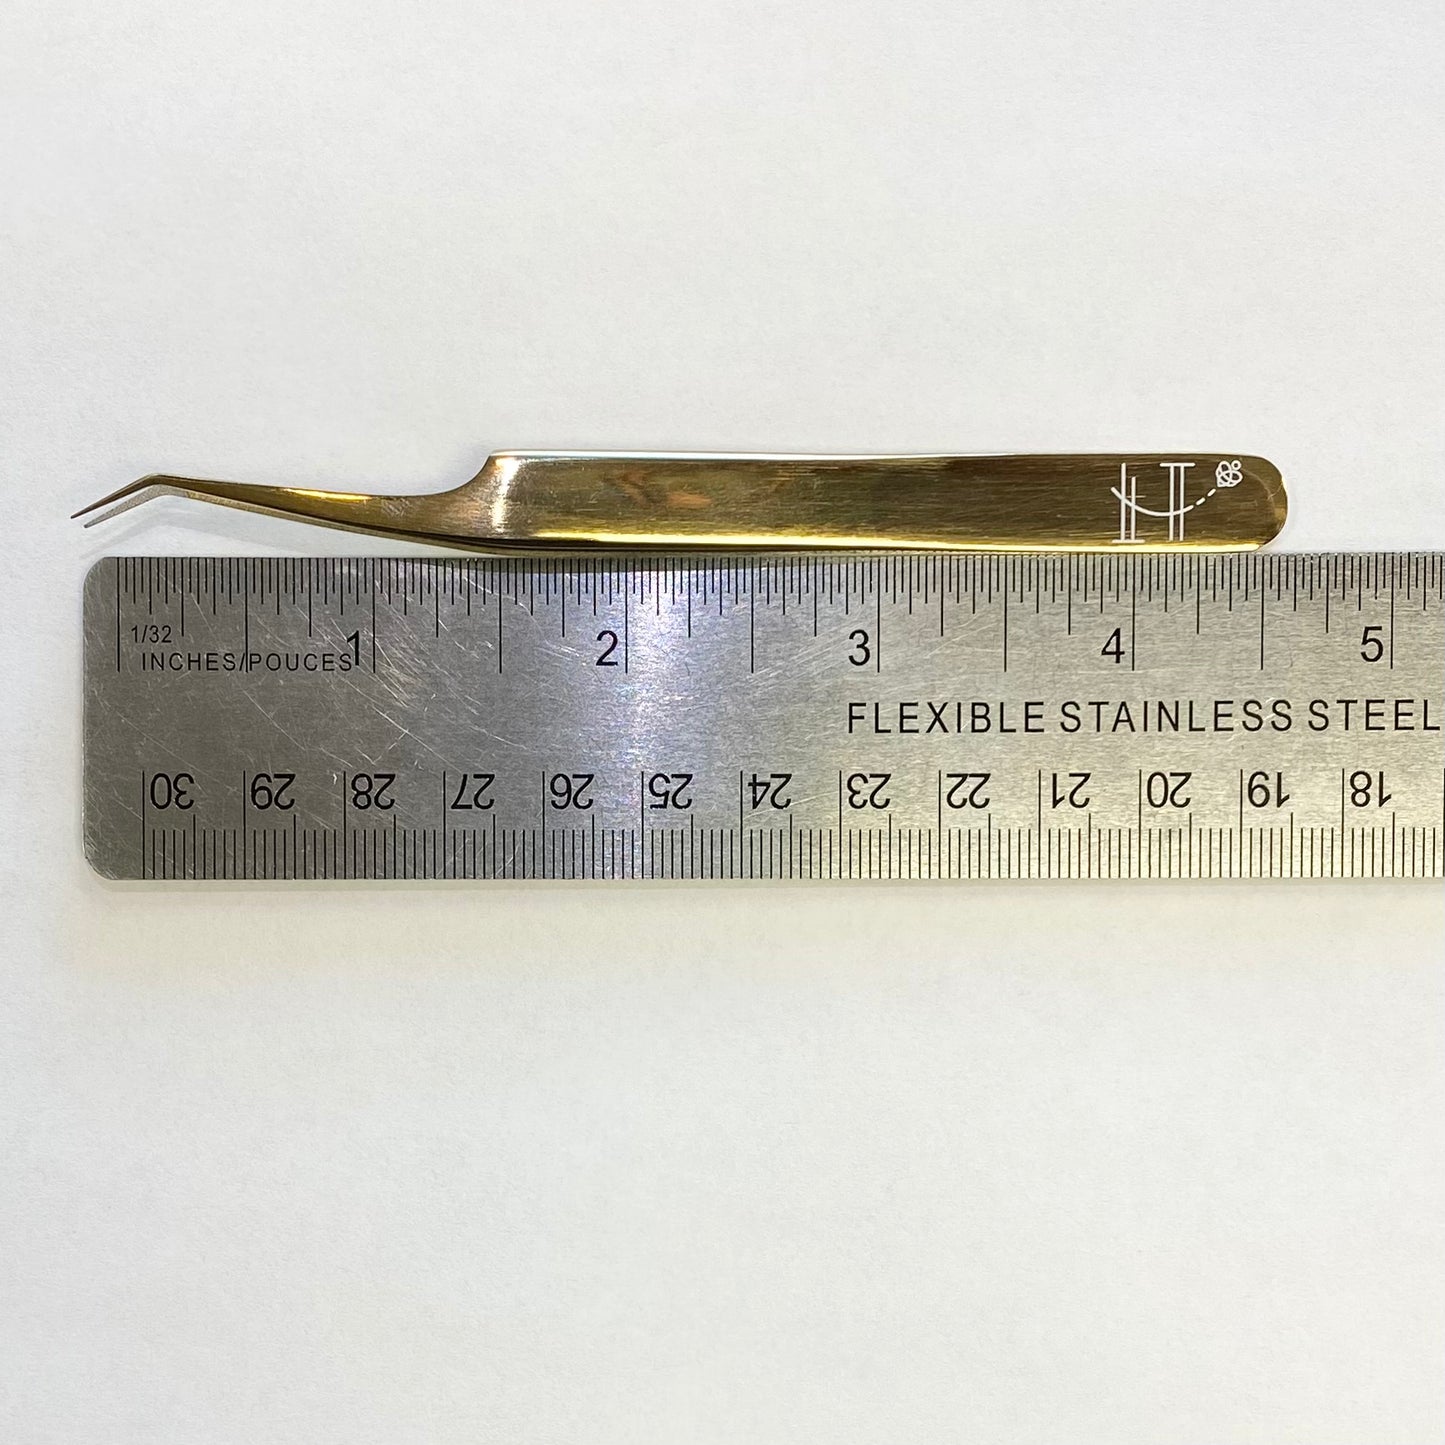 HT
1 2 3 4 5
1/32
INCHES/POUCES
FLEXIBLE STAINLESS STEEL
30 29 28 27 26 25 24 23 22 21 20 19 18